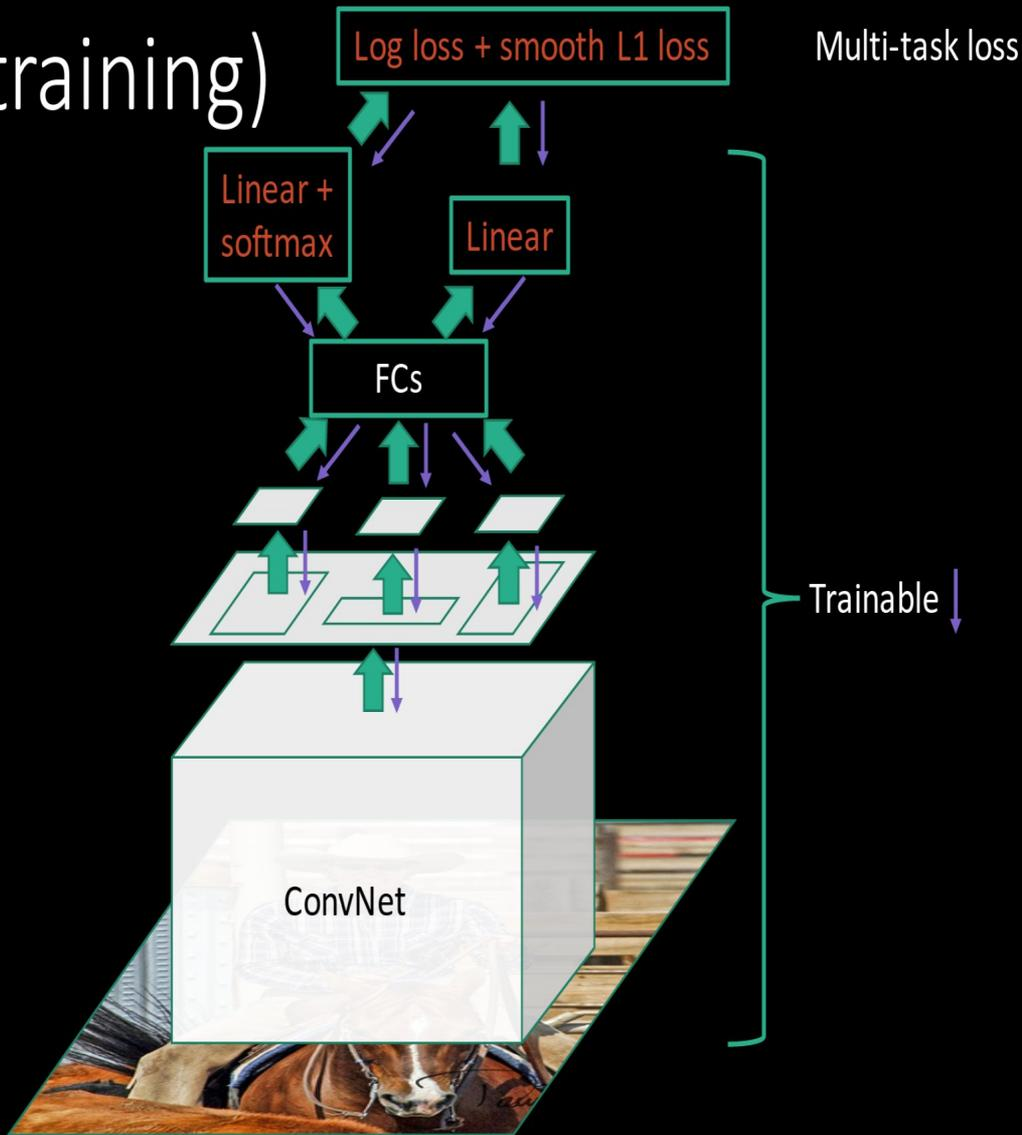 training)
Log loss + smooth L1 loss
Multi-task loss
Linear +
softmax
Linear
FCs
Trainable
ConvNet